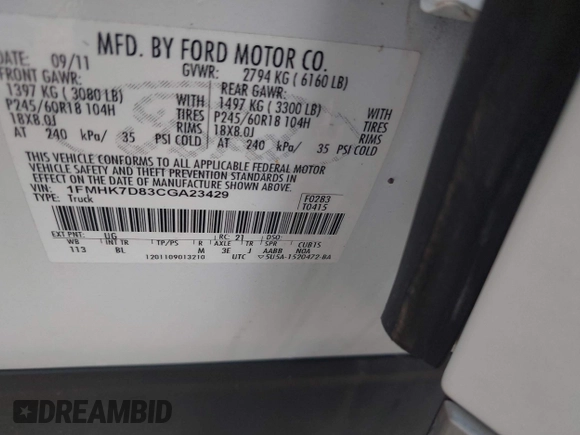 MFD. BY FORD MOTOR CO.
DATE: 09/11 GVWR: 2794 KG ( 6160 LB)
FRONT GAWR: REAR GAWR:
1397 KG ( 3080 LB) WITH 1497 KG ( 3300 LB) WITH
P245/60R18 104H TIRES P245/60R18 104H TIRES
18X8.0J RIMS 18X8.0J RIMS
AT 240 kPa/ 35 PSI COLD AT 240 kPa/ 35 PSI COLD
THIS VEHICLE CONFORMS TO ALL APPLICABLE FEDERAL MOTOR
VEHICLE SAFETY AND THEFT PREVENTION STANDARDS IN
EFFECT ON THE DATE OF MANUFACTURE SHOWN ABOVE.
VIN: 1FMHK7D83CGA23429 F0283
TYPE: Truck T0415
EXT PNT: UG RC: 21 DSO:
WB INT TR TP/PS R AXLE TR SPR CUB15
113 BL M 3E J AABB N0A
1201109013210 UTC ▽5U5A-1520472-BA
Ford
DREAMBID